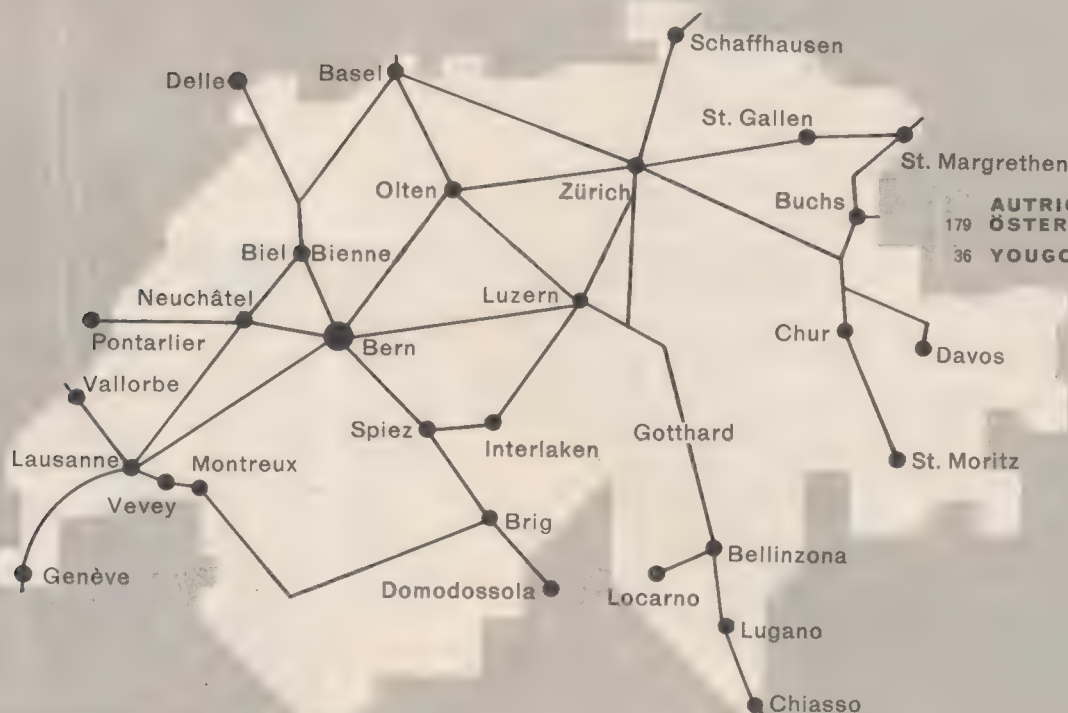 Schaffhausen
Delle
Basel
St. Gallen
St. Margrethen
Olten
Zürich
Buchs
179
36 YOUGO
Biel Bienne
Neuchâtel
Luzern
Pontarlier
Bern
Chur
Davos
Vallorbe
Spiez
Interlaken
Gotthard
Lausanne
Montreux
St. Moritz
Vevey
Brig
Bellinzona
Genève
Domodossola
Locarno
Lugano
Chiasso